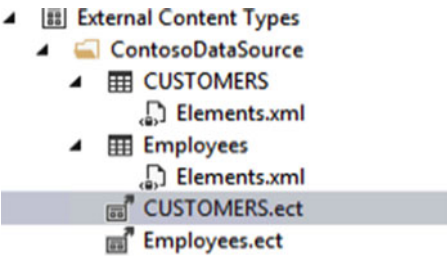 External Content Types
ContosoDataSource
CUSTOMERS
Elements.xml
Employees
Elements.xml
CUSTOMERS.ect
Employees.ect